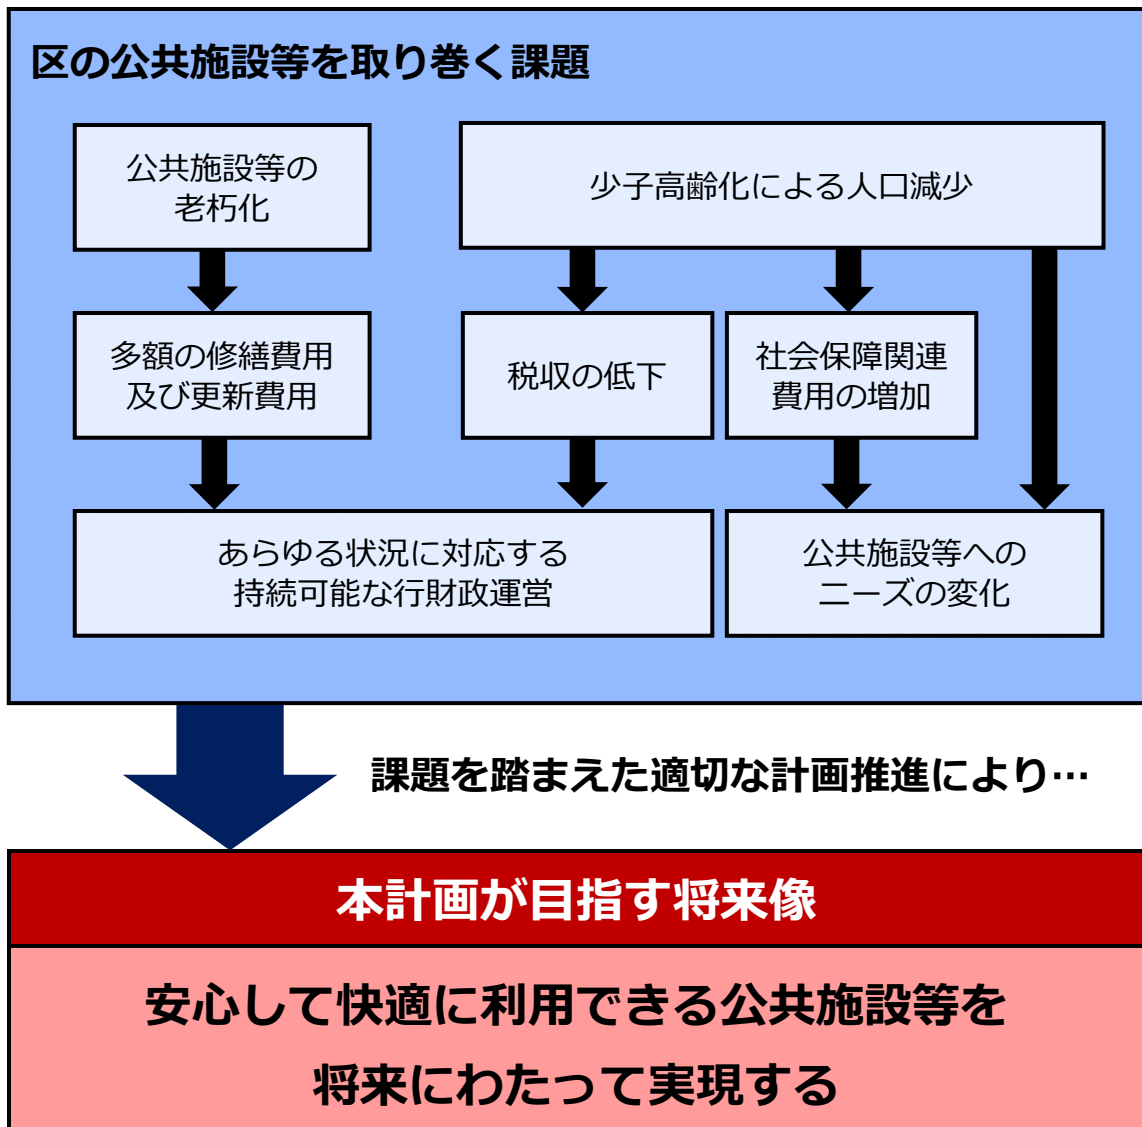 区の公共施設等を取り巻く課題
公共施設等の
老朽化
少子高齢化による人口減少
多額の修繕費用
及び更新費用
税収の低下
社会保障関連
費用の増加
あらゆる状況に対応する
持続可能な行財政運営
公共施設等への
ニーズの変化
課題を踏まえた適切な計画推進により…
本計画が目指す将来像
安心して快適に利用できる公共施設等を
将来にわたって実現する